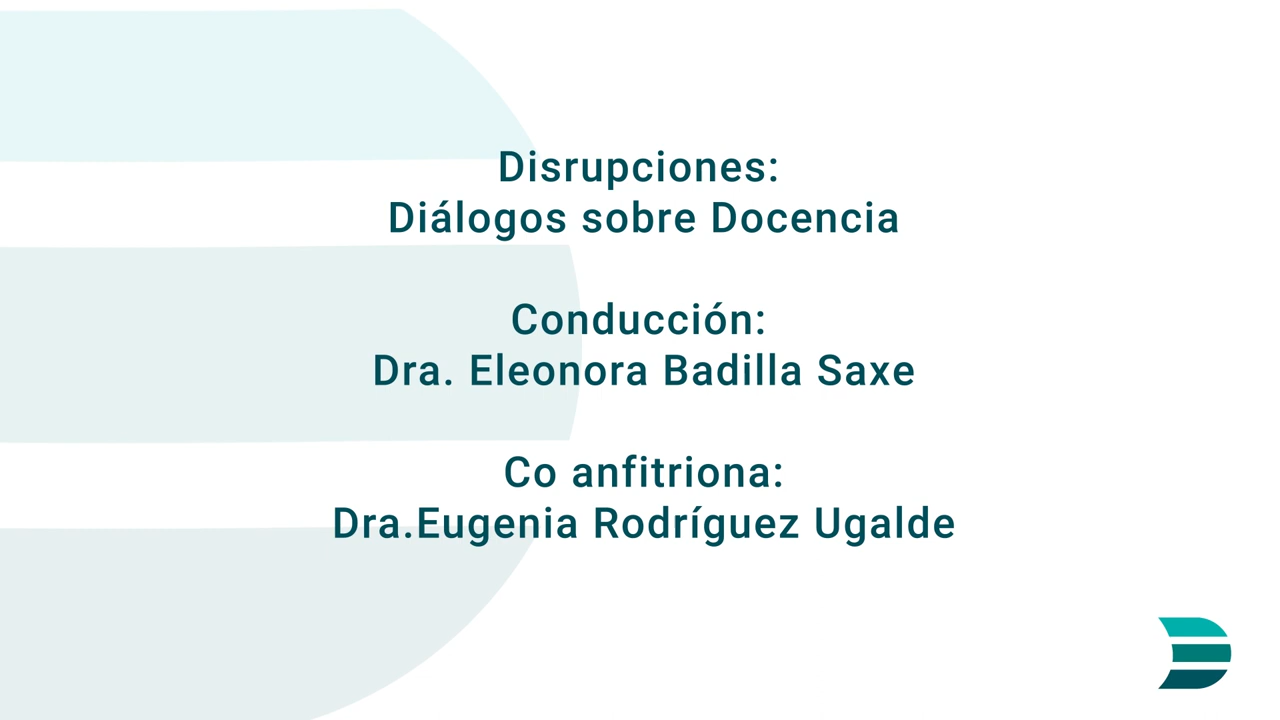 Disrupciones:
Diálogos sobre Docencia
Conducción:
Dra. Eleonora Badilla Saxe
Co anfitriona:
Dra.Eugenia Rodríguez Ugalde